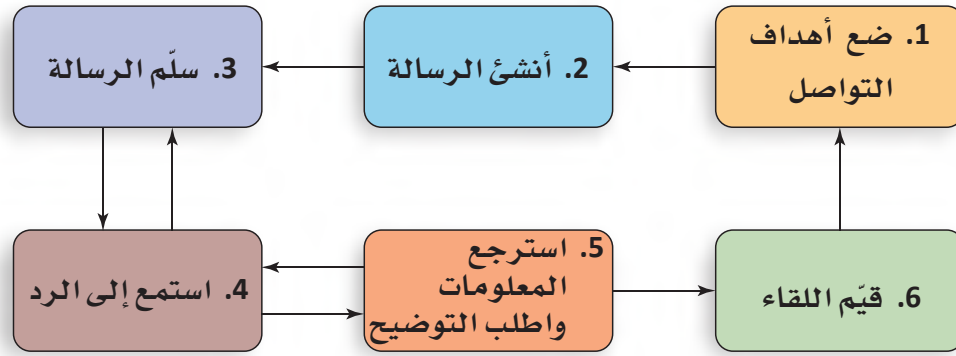 1. ضع أهداف
التواصل
2. أنشئ الرسالة
3. سلّم الرسالة
4. استمع إلى الرد
5. استرجع
المعلومات
واطلب التوضيح
6. قيّم اللقاء